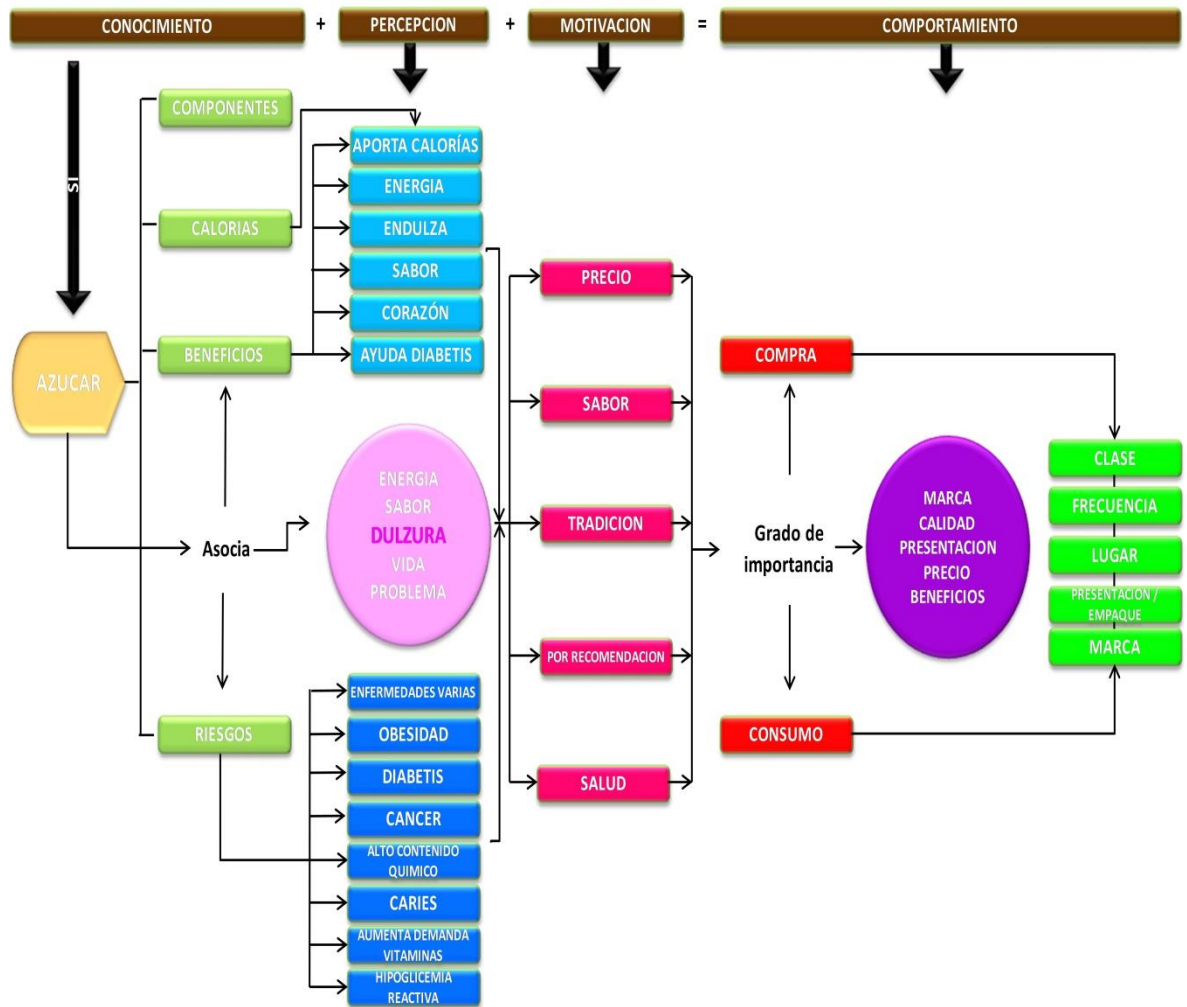 CONOCIMIENTO + PERCEPCION + MOTIVACION = COMPORTAMIENTO
SI
AZUCAR
COMPONENTES
CALORIAS
BENEFICIOS
Asocia
RIESGOS
APORTA CALORÍAS
ENERGIA
ENDULZA
SABOR
CORAZÓN
AYUDA DIABETIS
ENERGIA
SABOR
DULZURA
VIDA
PROBLEMA
ENFERMEDADES VARIAS
OBESIDAD
DIABETIS
CANCER
ALTO CONTENIDO
QUIMICO
CARIES
AUMENTA DEMANDA
VITAMINAS
HIPOGLICEMIA
REACTIVA
PRECIO
SABOR
TRADICION
POR RECOMENDACION
SALUD
COMPRA
Grado de
importancia
CONSUMO
MARCA
CALIDAD
PRESENTACION
PRECIO
BENEFICIOS
CLASE
FRECUENCIA
LUGAR
PRESENTACION /
EMPAQUE
MARCA